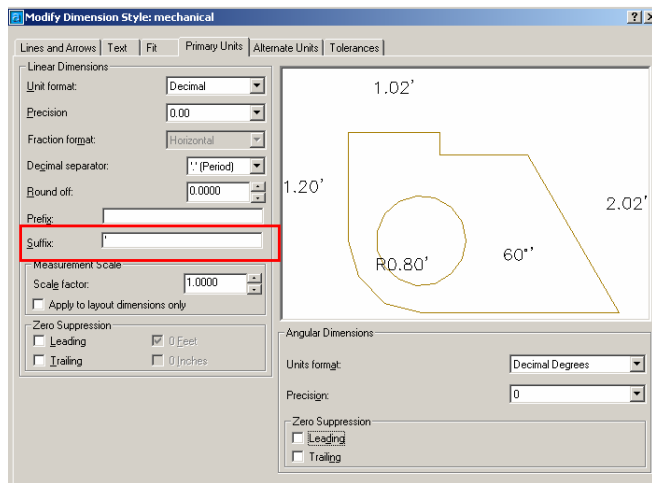 Modify Dimension Style: mechanical
Lines and Arrows Text Fit Primary Units Alternate Units Tolerances
Linear Dimensions
Unit format: Decimal
Precision 0.00
Fraction format: Horizontal
Decimal separator: '.' (Period)
Round off: 0.0000
Prefix:
Suffix: '
Measurement Scale
Scale factor: 1.0000
Apply to layout dimensions only
Zero Suppression
Leading 0 Feet
Trailing 0 Inches
1.02'
1.20'
2.02'
R0.80'
60°'
Angular Dimensions
Units format: Decimal Degrees
Precision: 0
Zero Suppression
Leading
Trailing